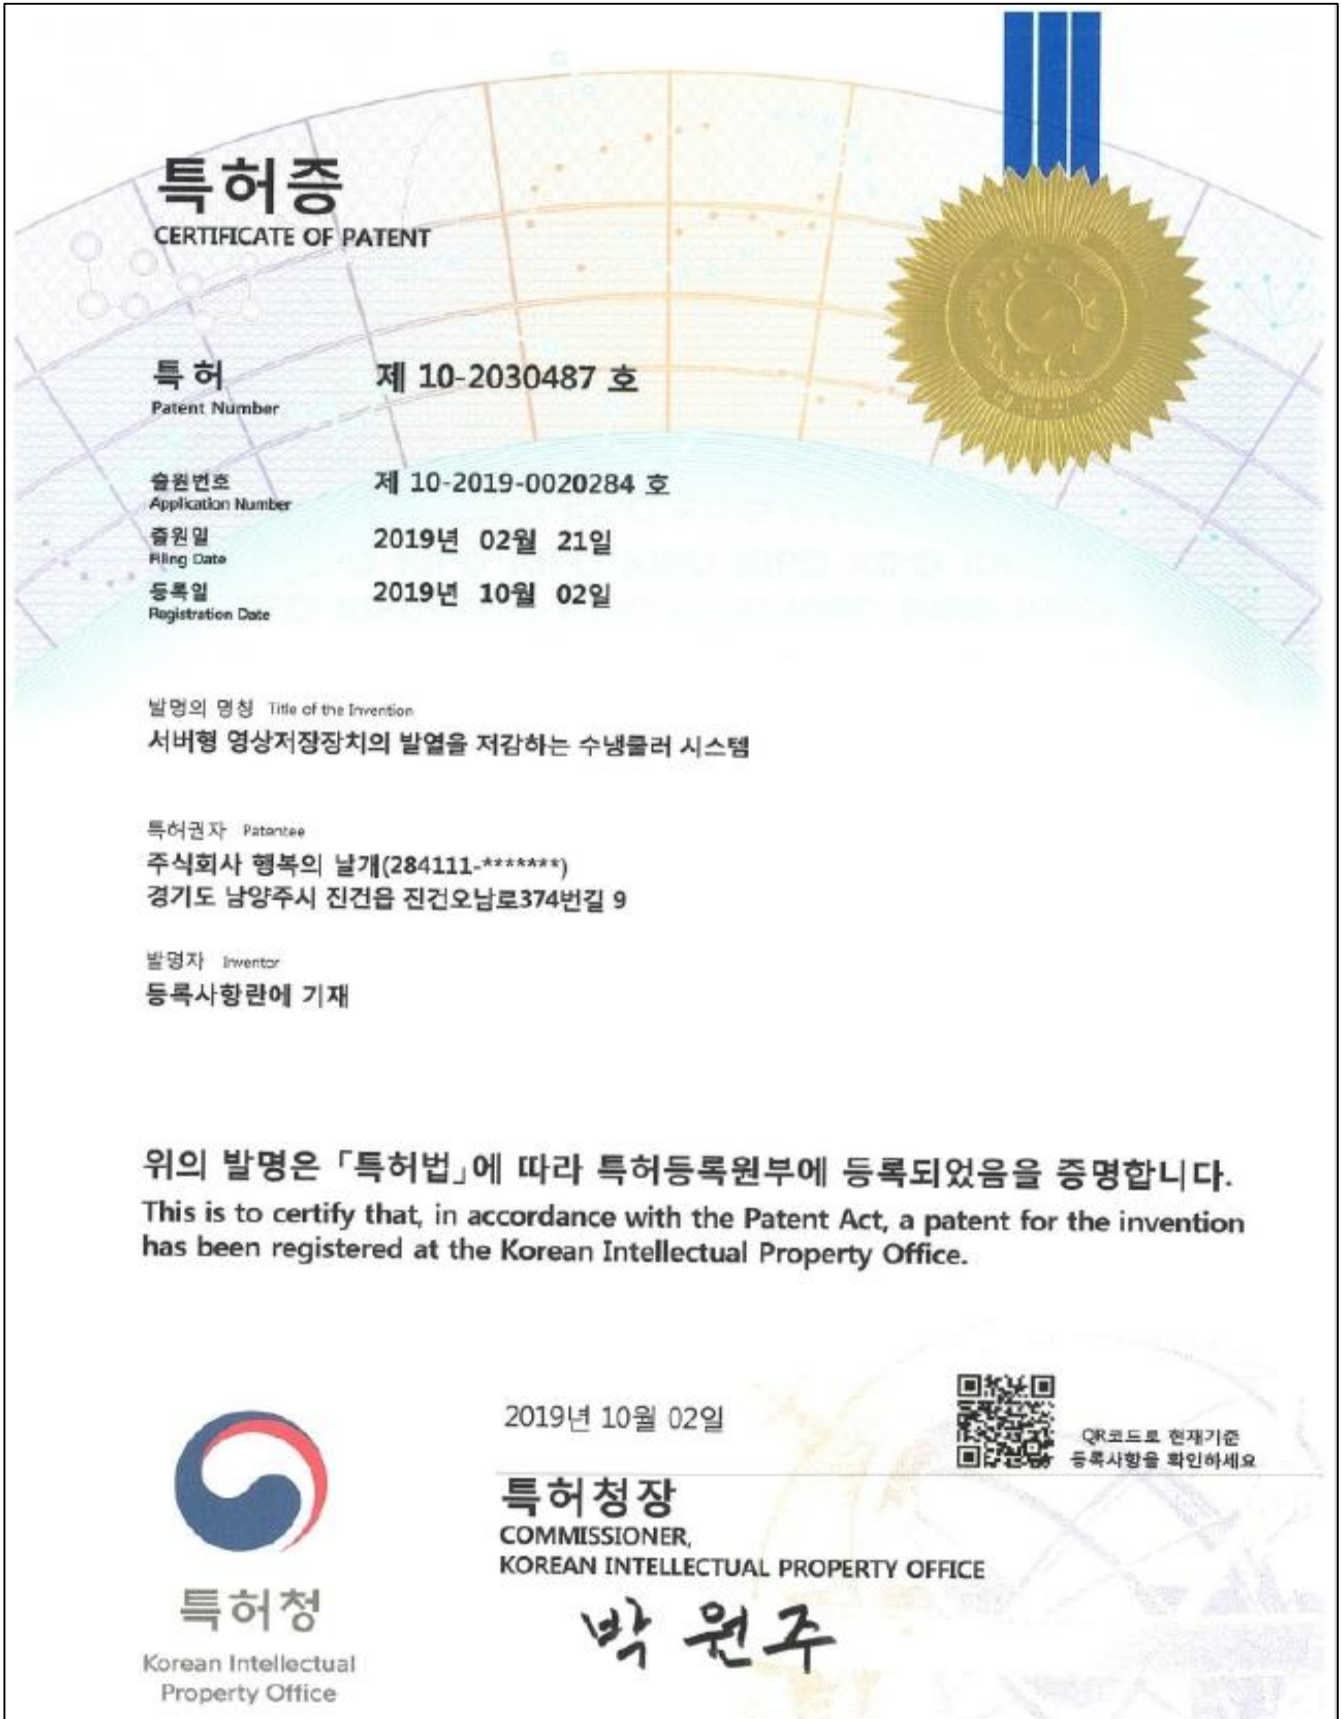 특허증
CERTIFICATE OF PATENT
특 허
Patent Number
제 10-2030487 호
출원번호
Application Number
제 10-2019-0020284 호
출원일
Filing Date
2019년 02월 21일
등록일
Registration Date
2019년 10월 02일
발명의 명칭 Title of the Invention
서버형 영상저장장치의 발열을 저감하는 수냉쿨러 시스템
특허권자 Patentee
주식회사 행복의 날개(284111-*******)
경기도 남양주시 진건읍 진건오남로374번길 9
발명자 Inventor
등록사항란에 기재
위의 발명은 「특허법」에 따라 특허등록원부에 등록되었음을 증명합니다.
This is to certify that, in accordance with the Patent Act, a patent for the invention
has been registered at the Korean Intellectual Property Office.
2019년 10월 02일
QR코드로 현재기준
등록사항을 확인하세요
특허청장
COMMISSIONER,
KOREAN INTELLECTUAL PROPERTY OFFICE
박원주
특허청
Korean Intellectual
Property Office